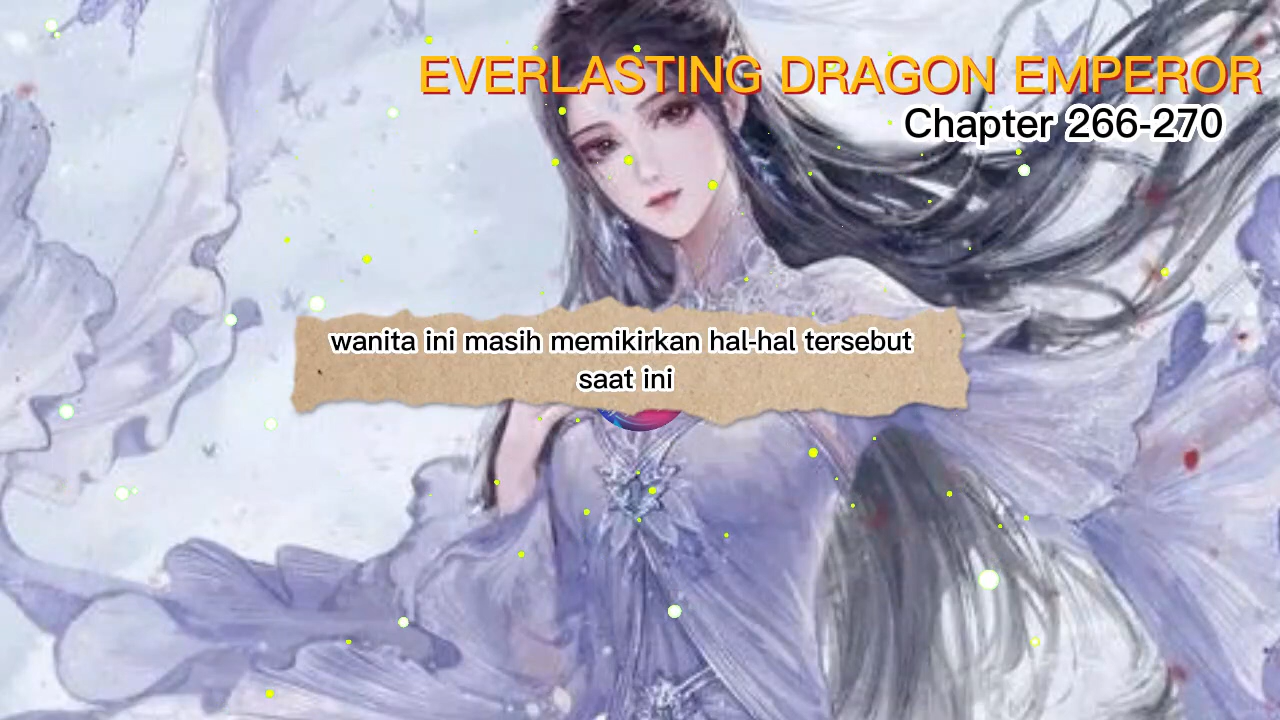 EVERLASTING DRAGON EMPEROR
Chapter 266-270
wanita ini masih memikirkan hal-hal tersebut
saat ini